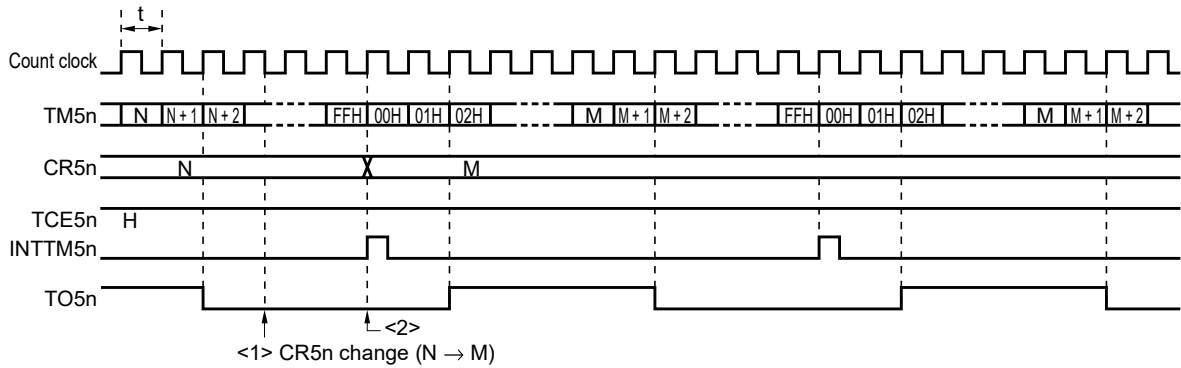 t
Count clock
TM5n N N + 1 N + 2 FFH 00H 01H 02H M M + 1 M + 2 FFH 00H 01H 02H M M + 1 M + 2
CR5n N M
TCE5n H
INTTM5n
TO5n
<2>
<1> CR5n change (N → M)